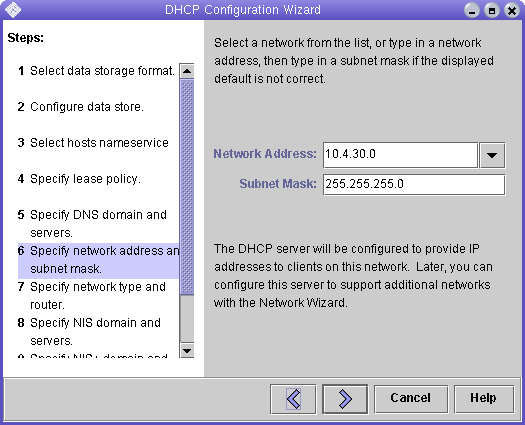 DHCP Configuration Wizard
Steps:
1 Select data storage format.
2 Configure data store.
3 Select hosts nameservice
4 Specify lease policy.
5 Specify DNS domain and
servers.
6 Specify network address an
subnet mask.
7 Specify network type and
router.
8 Specify NIS domain and
servers.
9 Specify NIS+ domain and
Select a network from the list, or type in a network
address, then type in a subnet mask if the displayed
default is not correct.
Network Address: 10.4.30.0
Subnet Mask: 255.255.255.0
The DHCP server will be configured to provide IP
addresses to clients on this network. Later, you can
configure this server to support additional networks
with the Network Wizard.
Cancel
Help